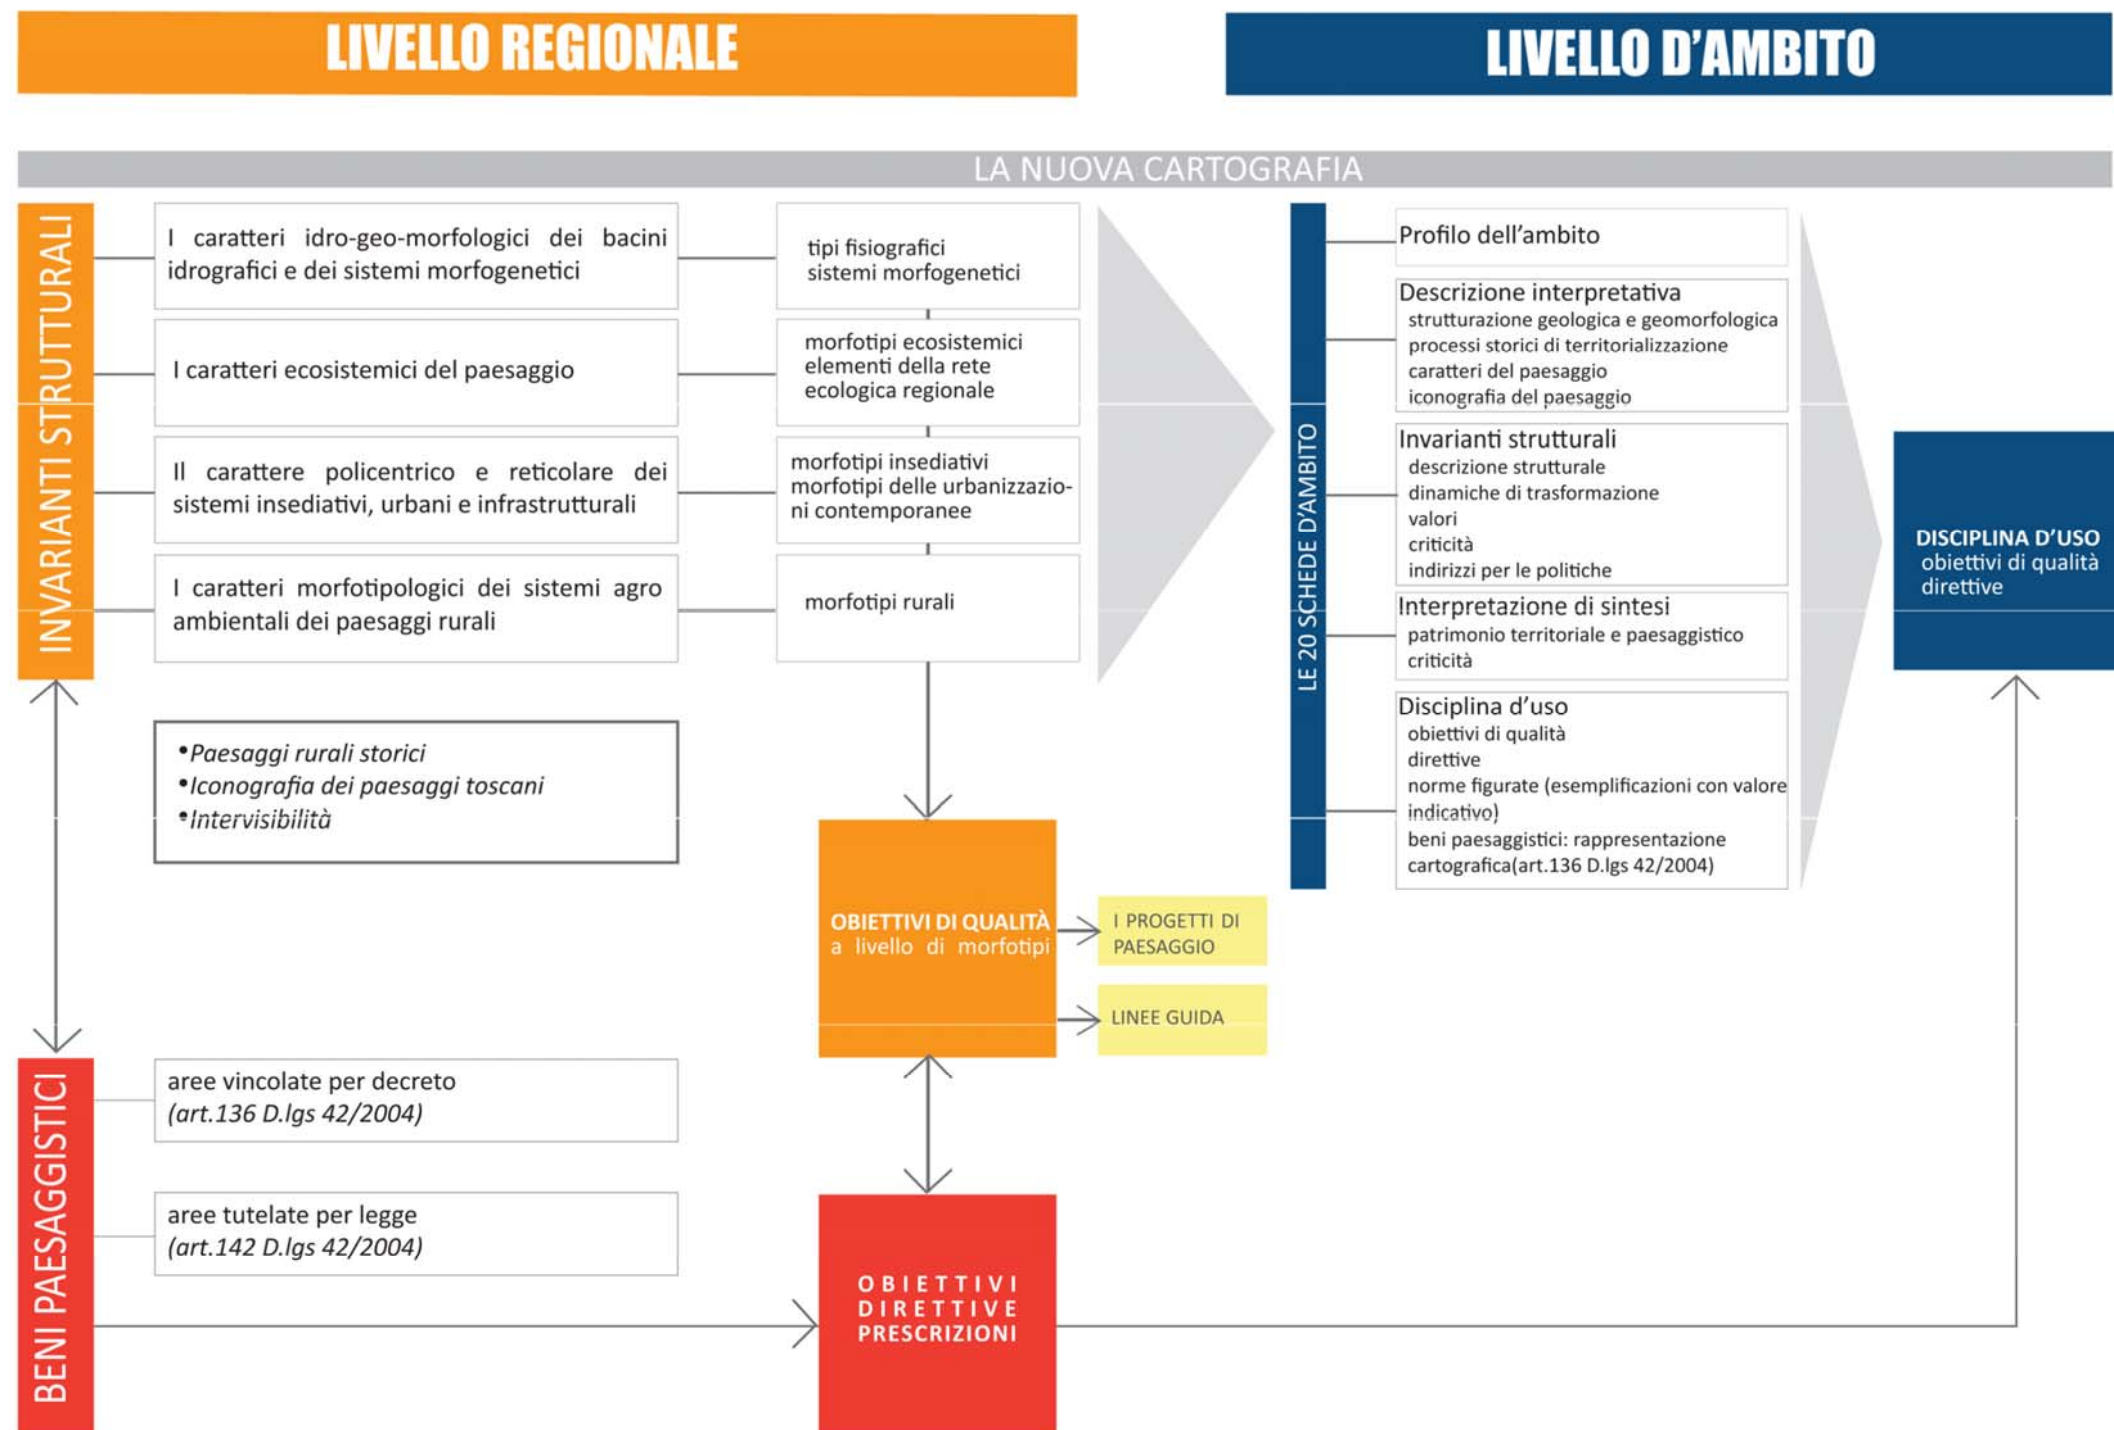 LIVELLO REGIONALE
LIVELLO D'AMBITO
LA NUOVA CARTOGRAFIA
INVARIANTI STRUTTURALI
I caratteri idro-geo-morfologici dei bacini
idrografici e dei sistemi morfogenetici
tipi fisiografici
sistemi morfogenetici
I caratteri ecosistemici del paesaggio
morfotipi ecosistemici
elementi della rete
ecologica regionale
Il carattere policentrico e reticolare dei
sistemi insediativi, urbani e infrastrutturali
morfotipi insediativi
morfotipi delle urbanizzazio-
ni contemporanee
I caratteri morfotipologici dei sistemi agro
ambientali dei paesaggi rurali
morfotipi rurali
•Paesaggi rurali storici
•Iconografia dei paesaggi toscani
•Intervisibilità
OBIETTIVI DI QUALITÀ
a livello di morfotipi
I PROGETTI DI
PAESAGGIO
LINEE GUIDA
BENI PAESAGGISTICI
aree vincolate per decreto
(art.136 D.lgs 42/2004)
aree tutelate per legge
(art.142 D.lgs 42/2004)
OBIETTIVI
DIRETTIVE
PRESCRIZIONI
LE 20 SCHEDE D'AMBITO
Profilo dell'ambito
Descrizione interpretativa
strutturazione geologica e geomorfologica
processi storici di territorializzazione
caratteri del paesaggio
iconografia del paesaggio
Invarianti strutturali
descrizione strutturale
dinamiche di trasformazione
valori
criticità
indirizzi per le politiche
Interpretazione di sintesi
patrimonio territoriale e paesaggistico
criticità
Disciplina d'uso
obiettivi di qualità
direttive
norme figurate (esemplificazioni con valore
indicativo)
beni paesaggistici: rappresentazione
cartografica(art.136 D.lgs 42/2004)
DISCIPLINA D'USO
obiettivi di qualità
direttive